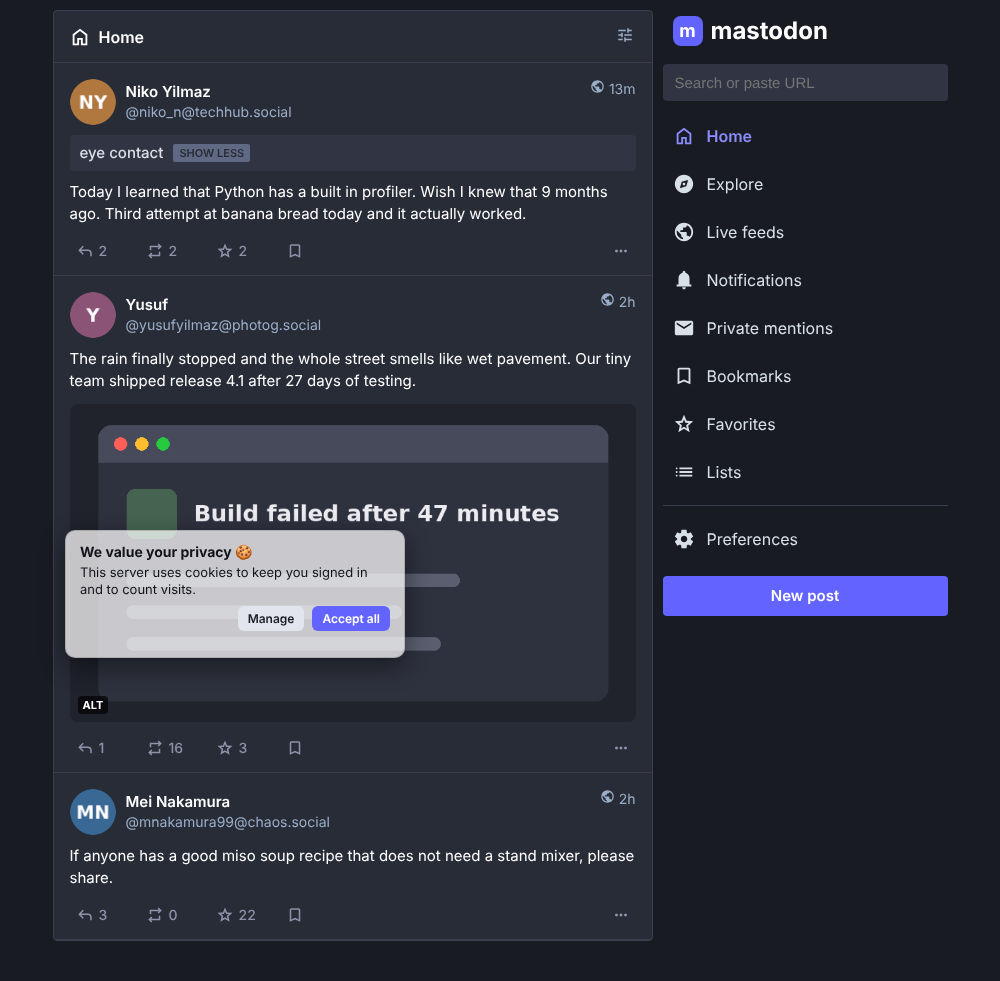 Home
NY
Niko Yilmaz
13m
@niko_n@techhub.social
eye contact SHOW LESS
Today I learned that Python has a built in profiler. Wish I knew that 9 months
ago. Third attempt at banana bread today and it actually worked.
2 2 2
Y
Yusuf
2h
@yusufyilmaz@photog.social
The rain finally stopped and the whole street smells like wet pavement. Our tiny
team shipped release 4.1 after 27 days of testing.
Build failed after 47 minutes
We value your privacy 🍪
This server uses cookies to keep you signed in
and to count visits.
Manage Accept all
ALT
1 16 3
MN
Mei Nakamura
2h
@mnakamura99@chaos.social
If anyone has a good miso soup recipe that does not need a stand mixer, please
share.
3 0 22
m mastodon
Search or paste URL
Home
Explore
Live feeds
Notifications
Private mentions
Bookmarks
Favorites
Lists
Preferences
New post